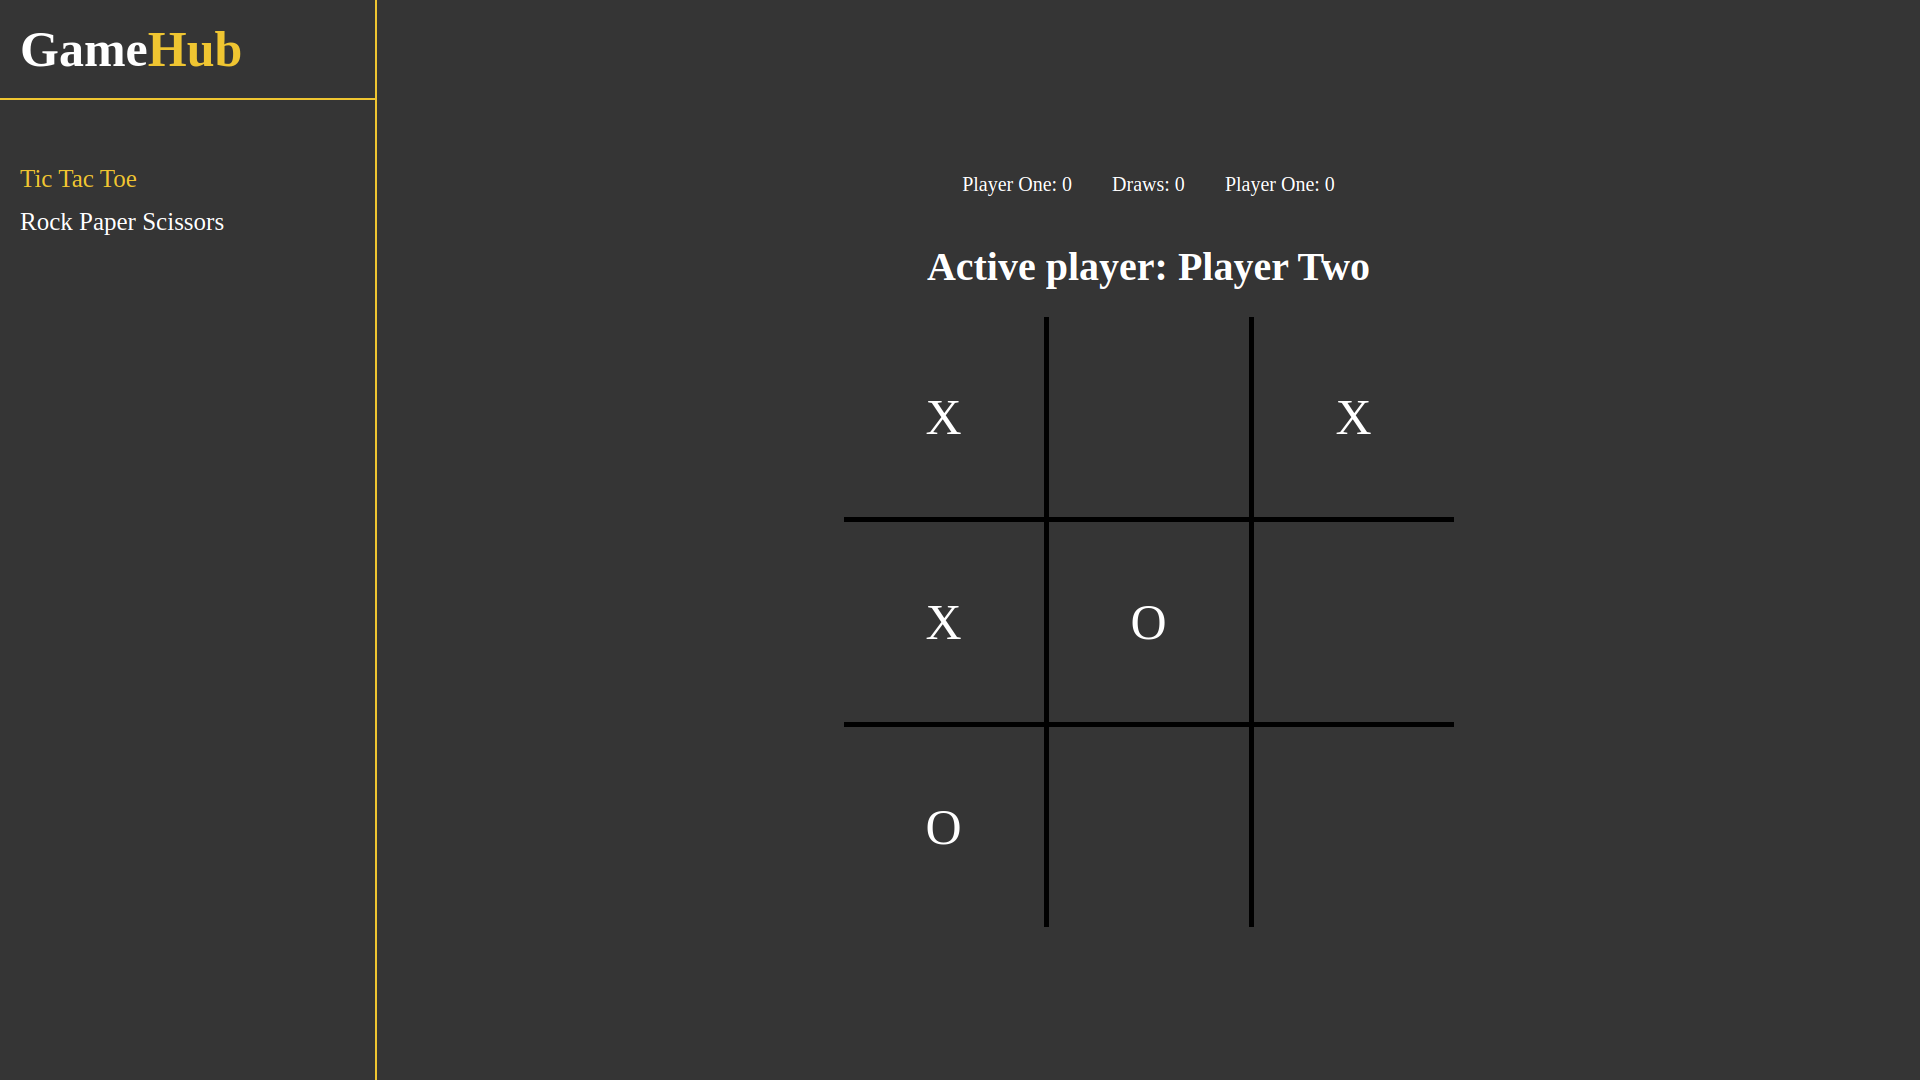 GameHub
Tic Tac Toe
Rock Paper Scissors
Player One: 0 Draws: 0 Player One: 0
Active player: Player Two
X X
X O
O